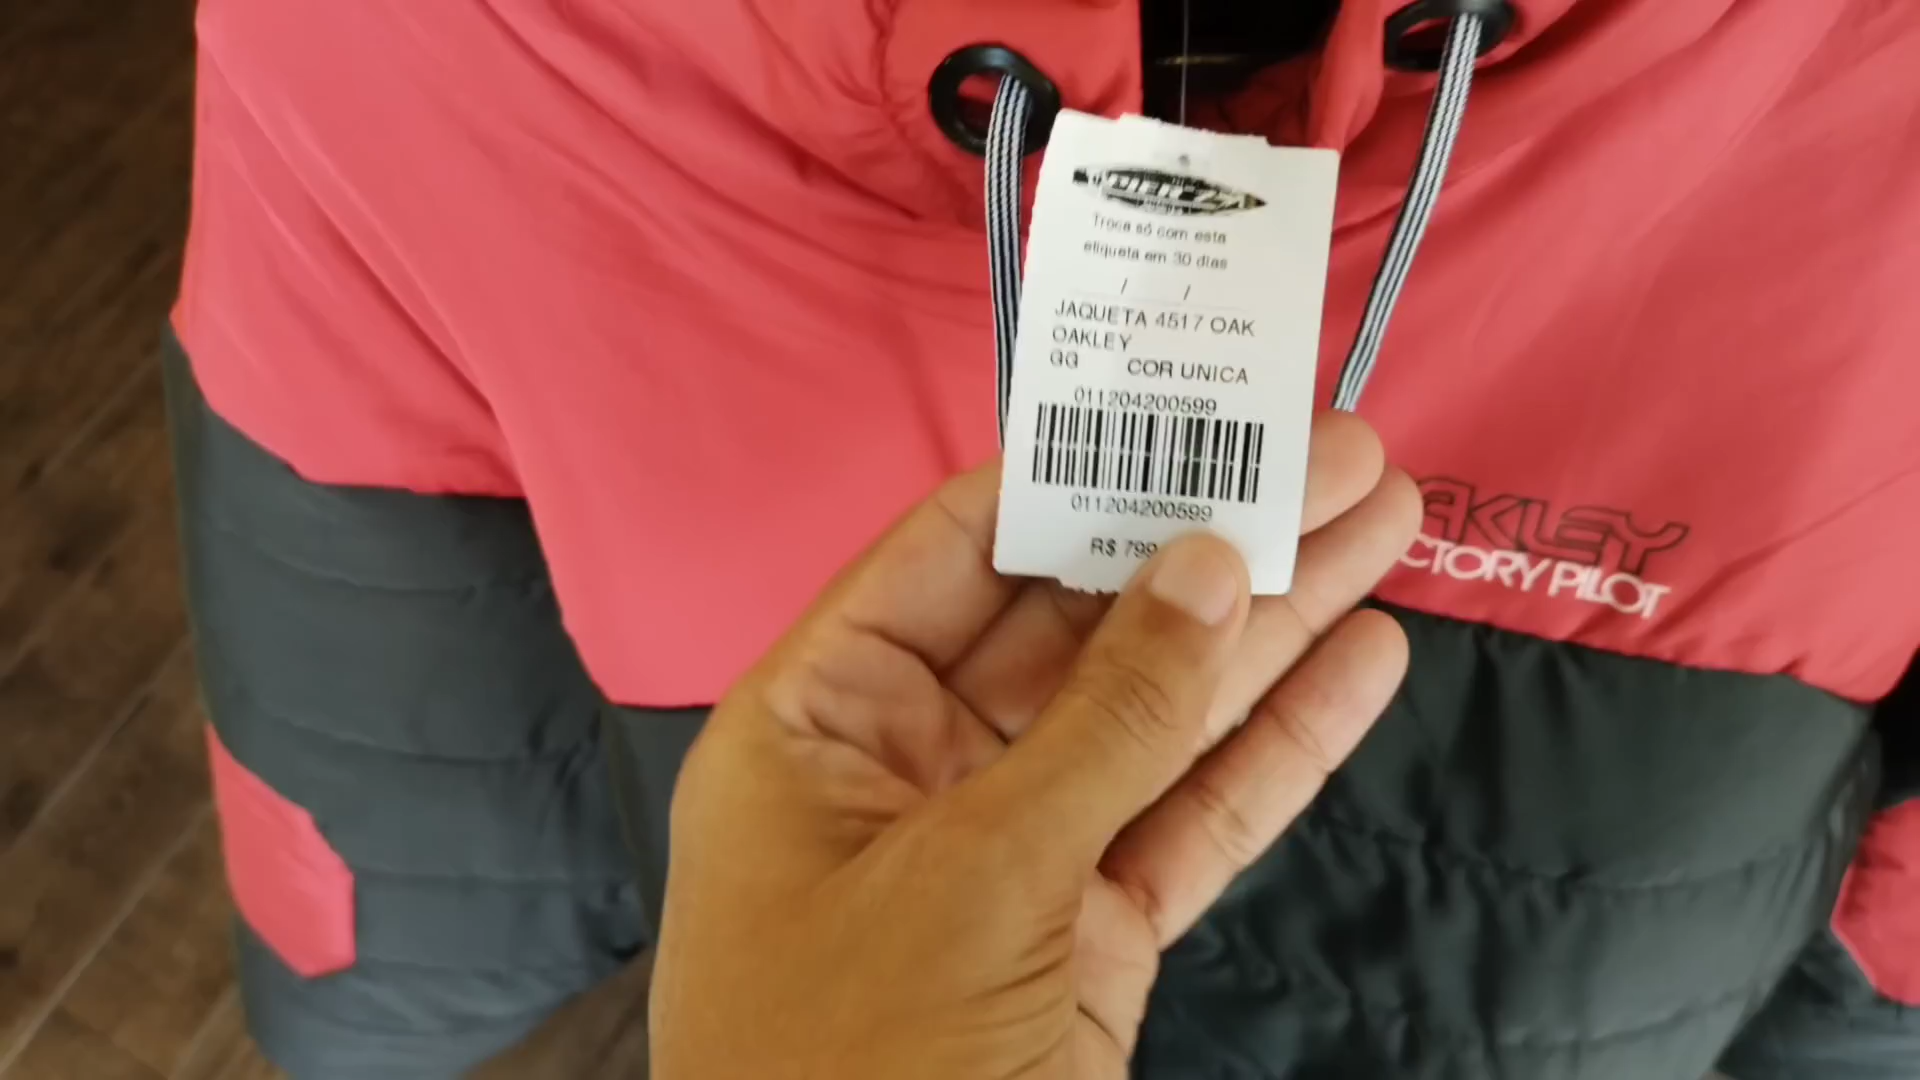 Troca só com esta
etiqueta em 30 dias
/ /
JAQUETA 4517 OAK
OAKLEY
GG COR UNICA
011204200599
011204200599
R$ 799
AKLEY
CTORY PILOT